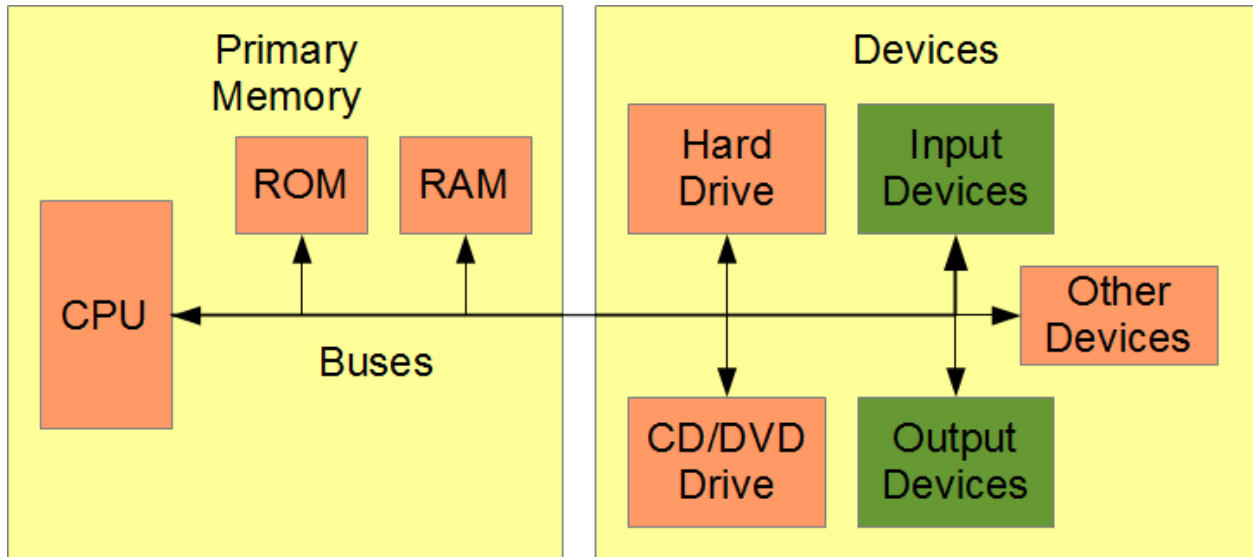 Primary
Memory
ROM
RAM
CPU
Buses
Devices
Hard
Drive
Input
Devices
Other
Devices
CD/DVD
Drive
Output
Devices